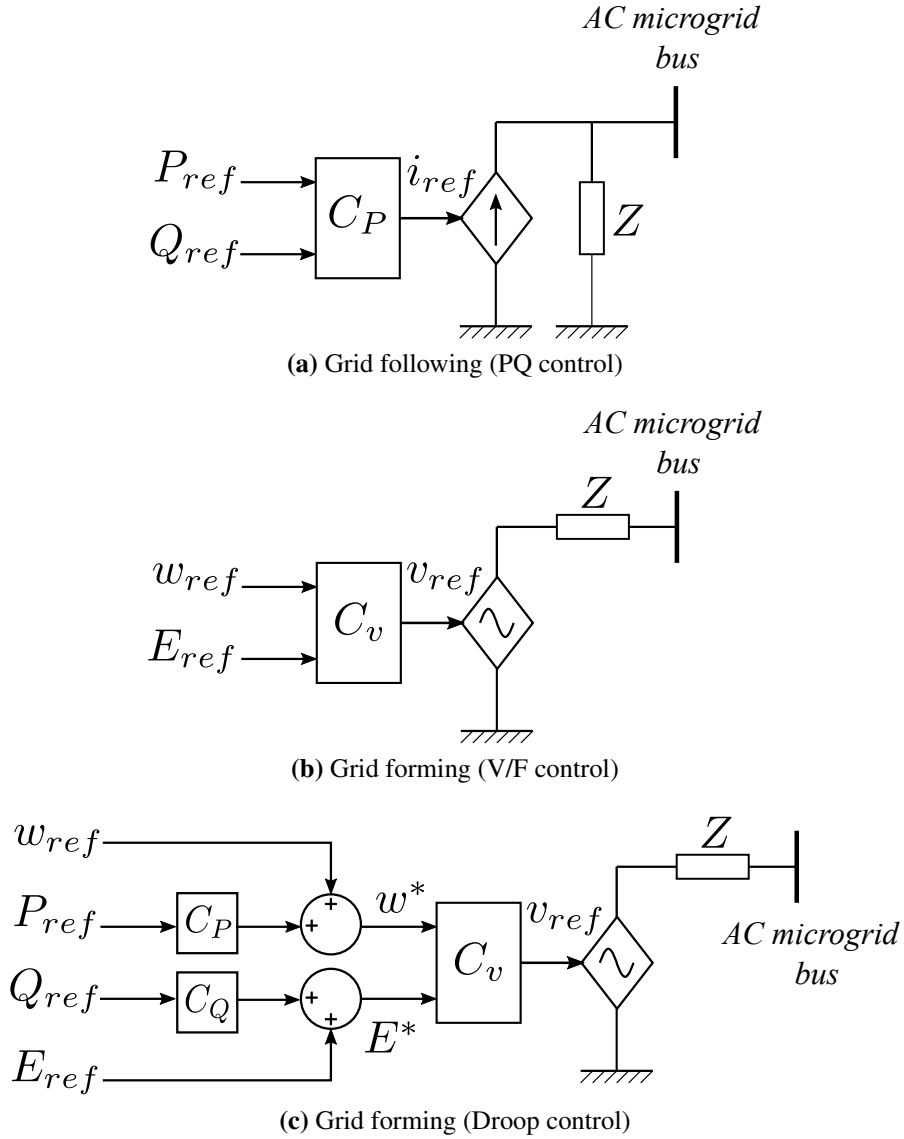 AC microgrid
bus
P_ref
i_ref
C_P
Z
Q_ref
(a) Grid following (PQ control)
AC microgrid
bus
Z
w_ref
v_ref
C_v
E_ref
(b) Grid forming (V/F control)
w_ref
Z
P_ref
C_P
+
+
w*
v_ref
AC microgrid
bus
C_v
Q_ref
C_Q
+
+
E*
E_ref
(c) Grid forming (Droop control)